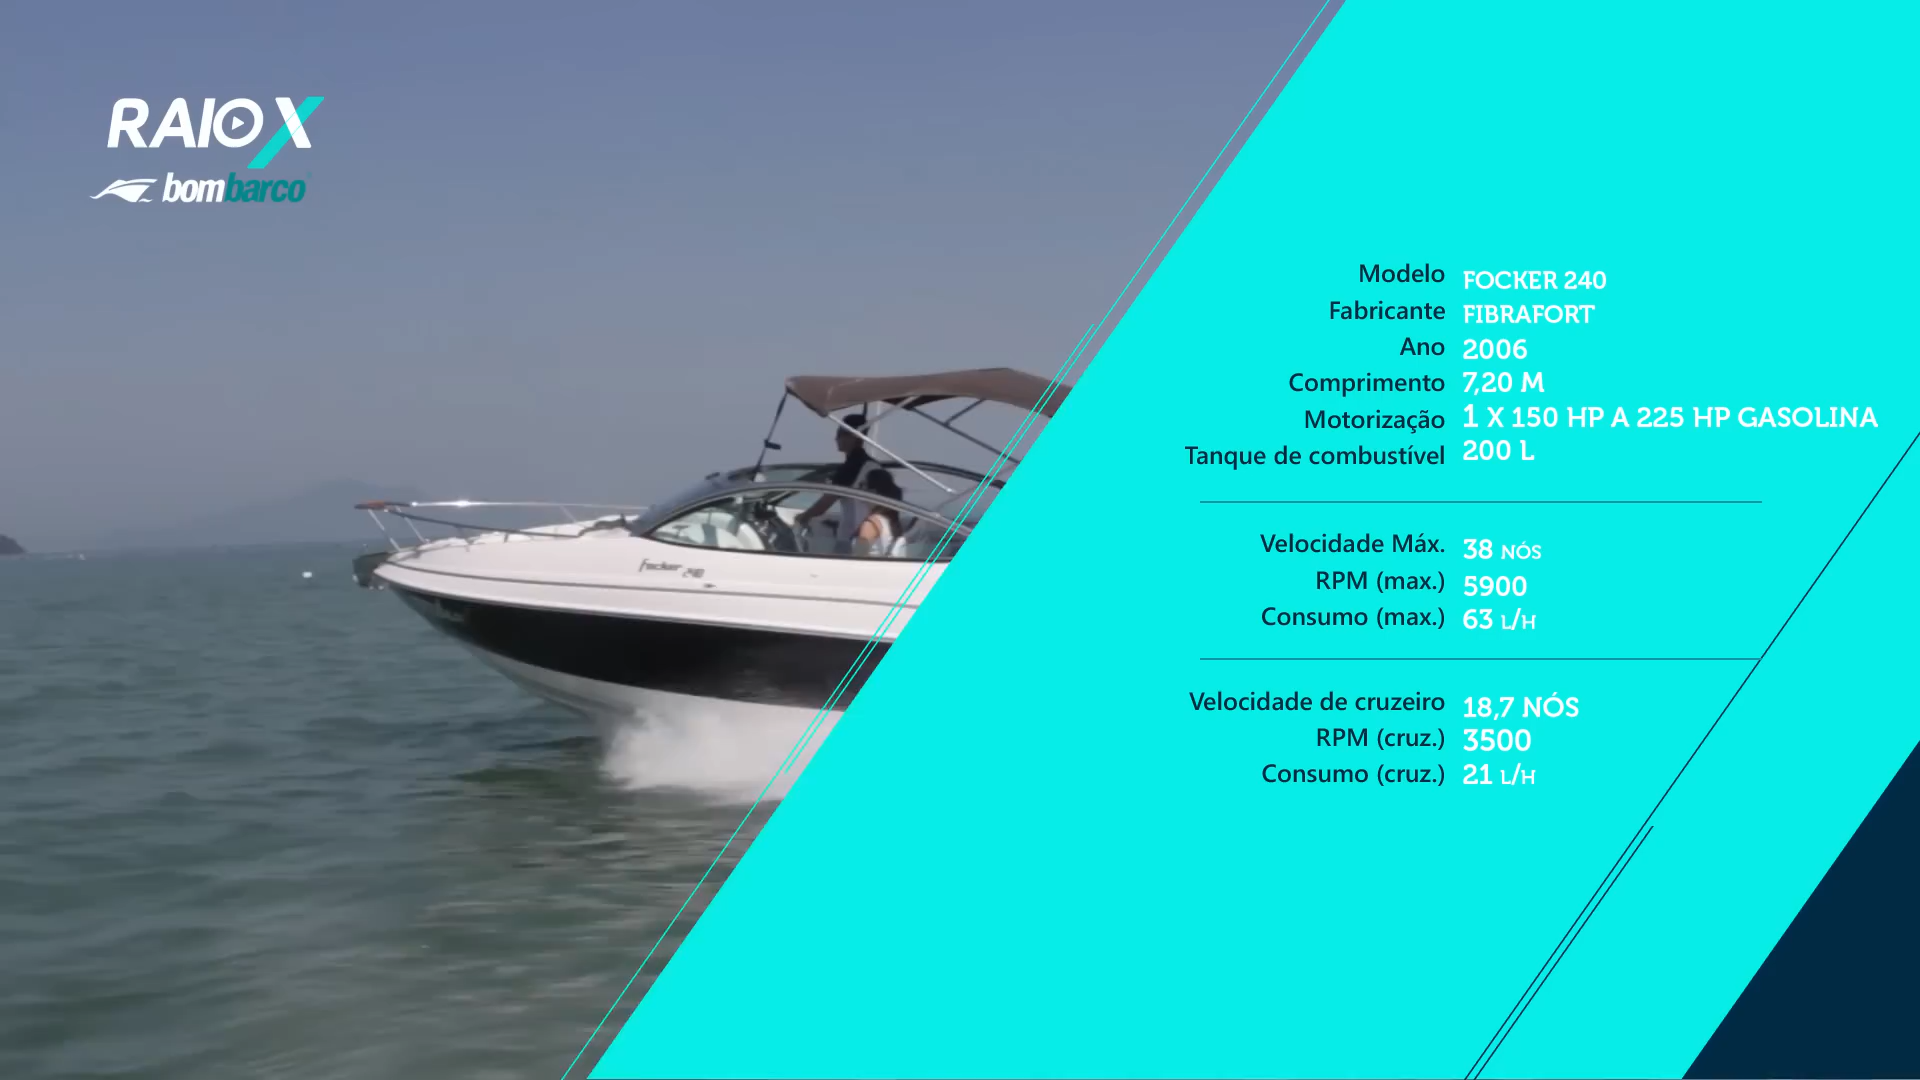 RAIO X
bombarco
Focker 240
Modelo FOCKER 240
Fabricante FIBRAFORT
Ano 2006
Comprimento 7,20 M
Motorização 1 X 150 HP A 225 HP GASOLINA
Tanque de combustível 200 L
Velocidade Máx. 38 NÓS
RPM (max.) 5900
Consumo (max.) 63 L/H
Velocidade de cruzeiro 18,7 NÓS
RPM (cruz.) 3500
Consumo (cruz.) 21 L/H